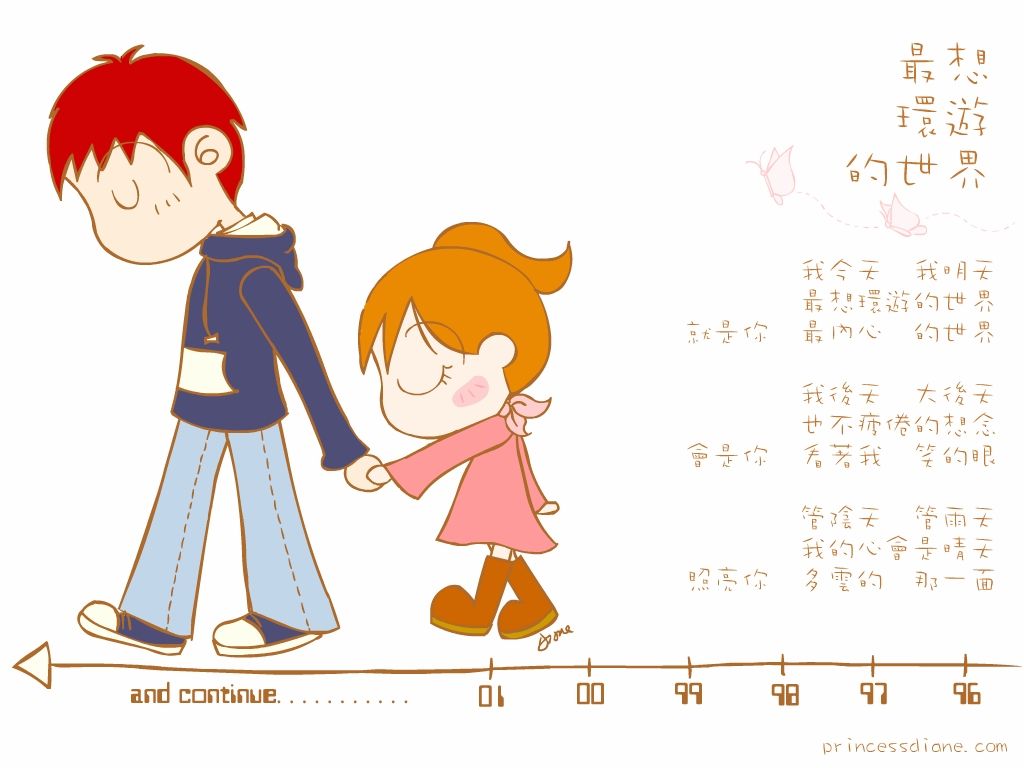 最想
環遊
的世界
我今天 我明天
最想環遊的世界
就是你 最內心 的世界
我後天 大後天
也不疲倦的想念
會是你 看著我 笑的眼
管陰天 管雨天
我的心會是晴天
照亮你 多雲的 那一面
and continue...........
01 00 99 98 97 96
princessdiane.com